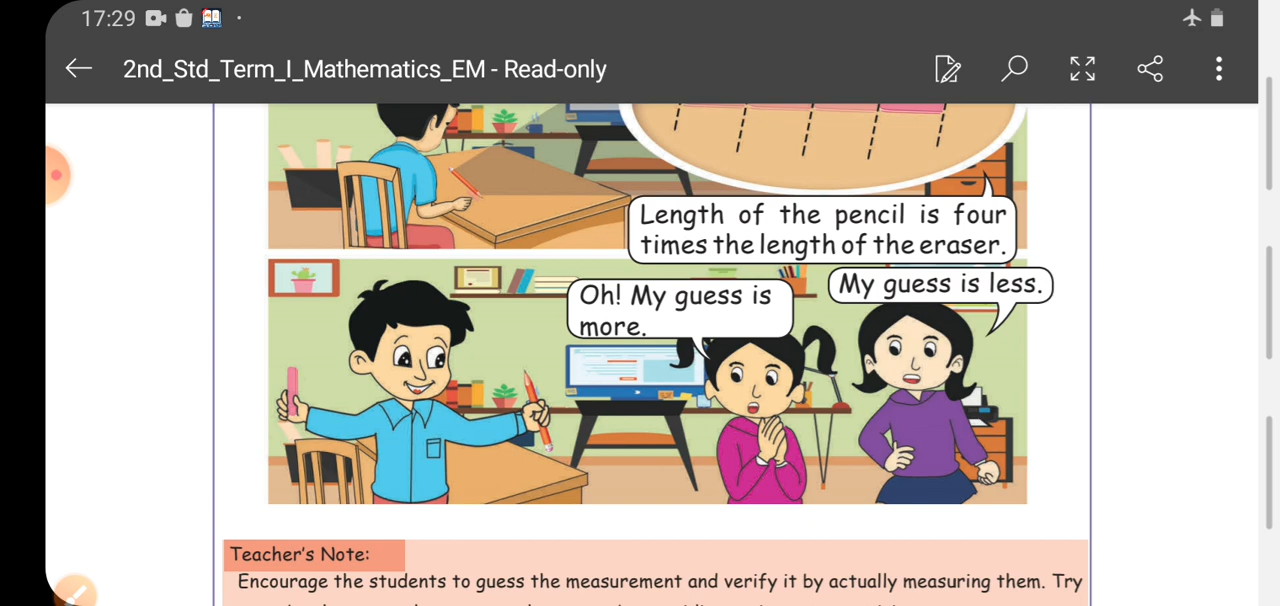 17:29
2nd_Std_Term_I_Mathematics_EM - Read-only
Length of the pencil is four
times the length of the eraser.
Oh! My guess is
more.
My guess is less.
Teacher's Note:
Encourage the students to guess the measurement and verify it by actually measuring them. Try